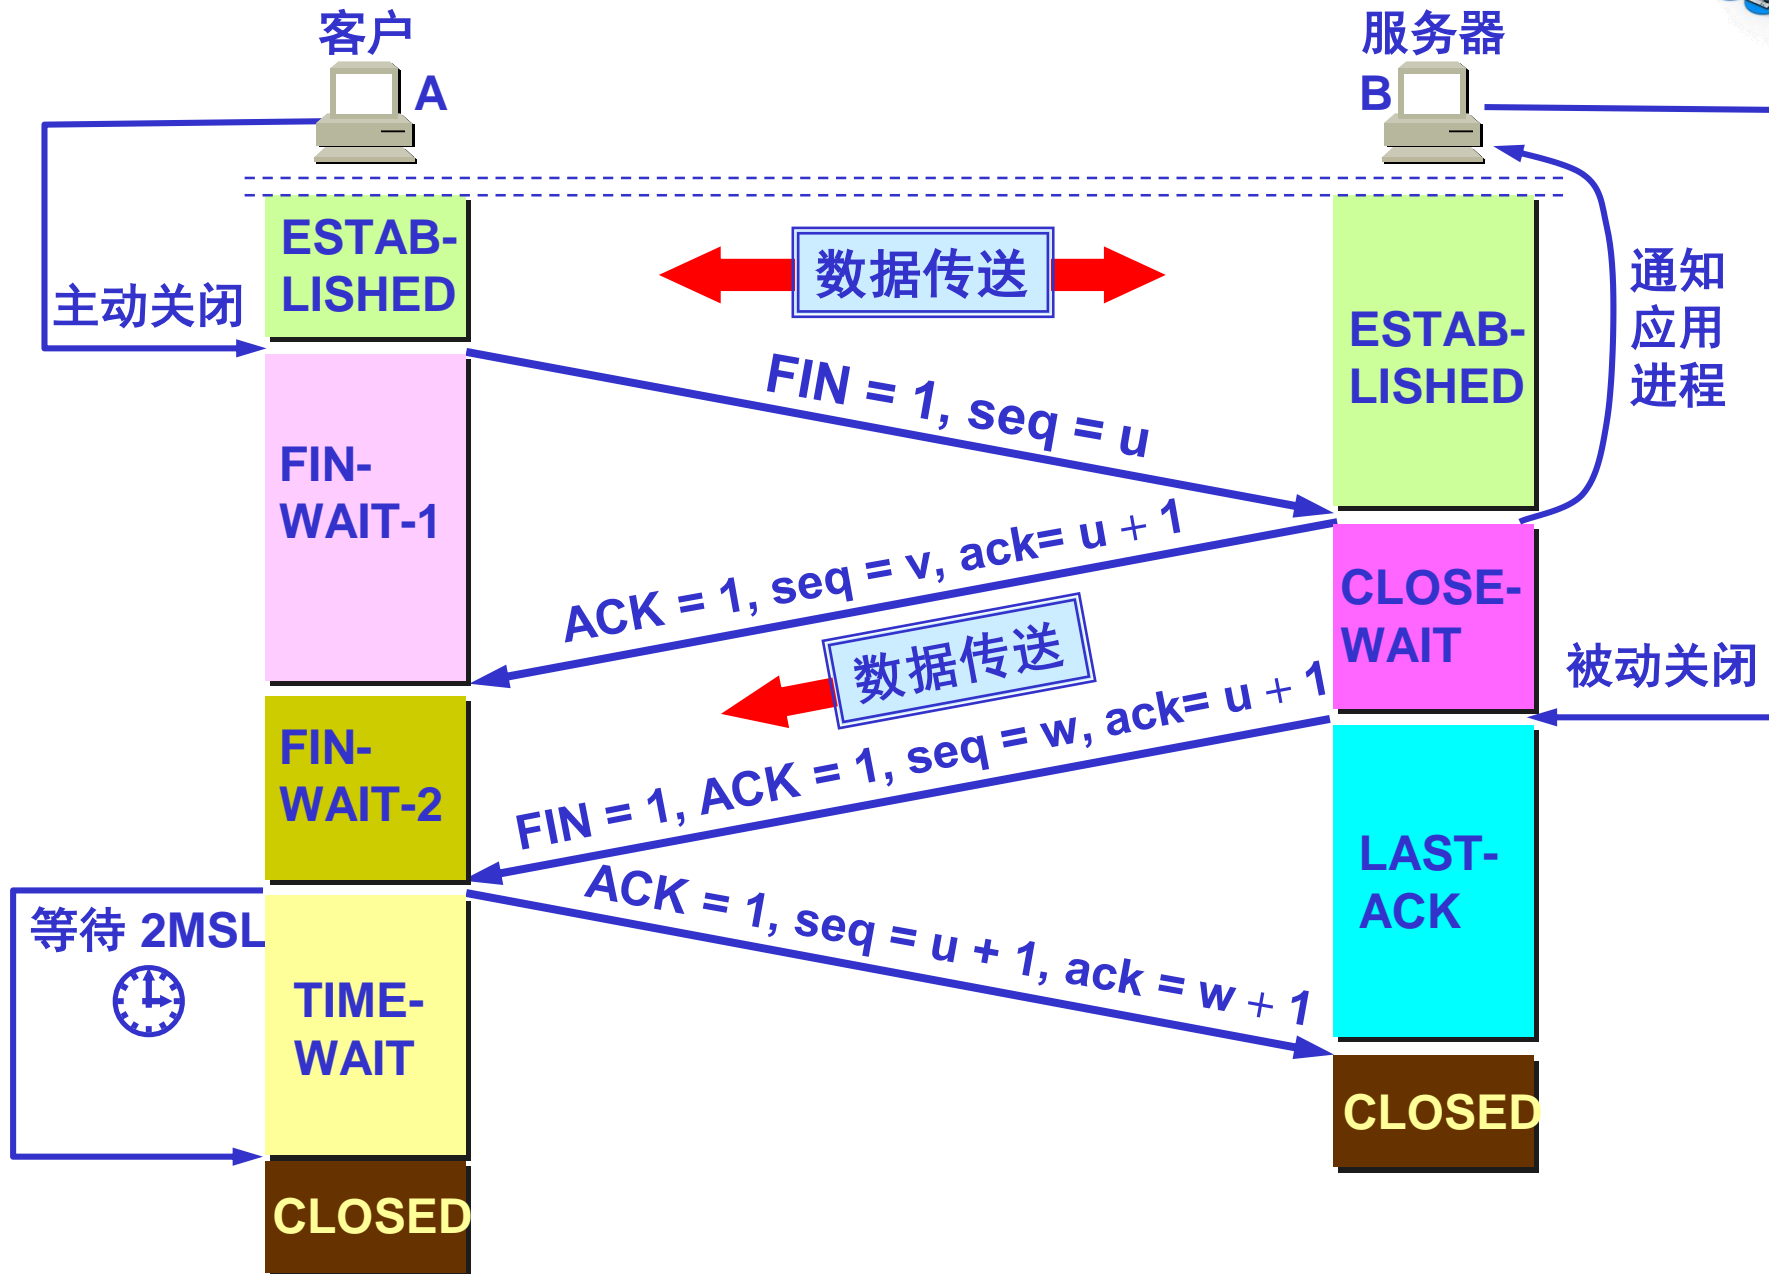 客户
服务器
A
B
ESTAB-
LISHED
数据传送
主动关闭
ESTAB-
LISHED
通知
应用
进程
FIN = 1, seq = u
FIN-
WAIT-1
ACK = 1, seq = v, ack= u + 1
CLOSE-
WAIT
数据传送
被动关闭
FIN-
WAIT-2
FIN = 1, ACK = 1, seq = w, ack= u + 1
LAST-
ACK
ACK = 1, seq = u + 1, ack = w + 1
等待 2MSL
TIME-
WAIT
CLOSED
CLOSED